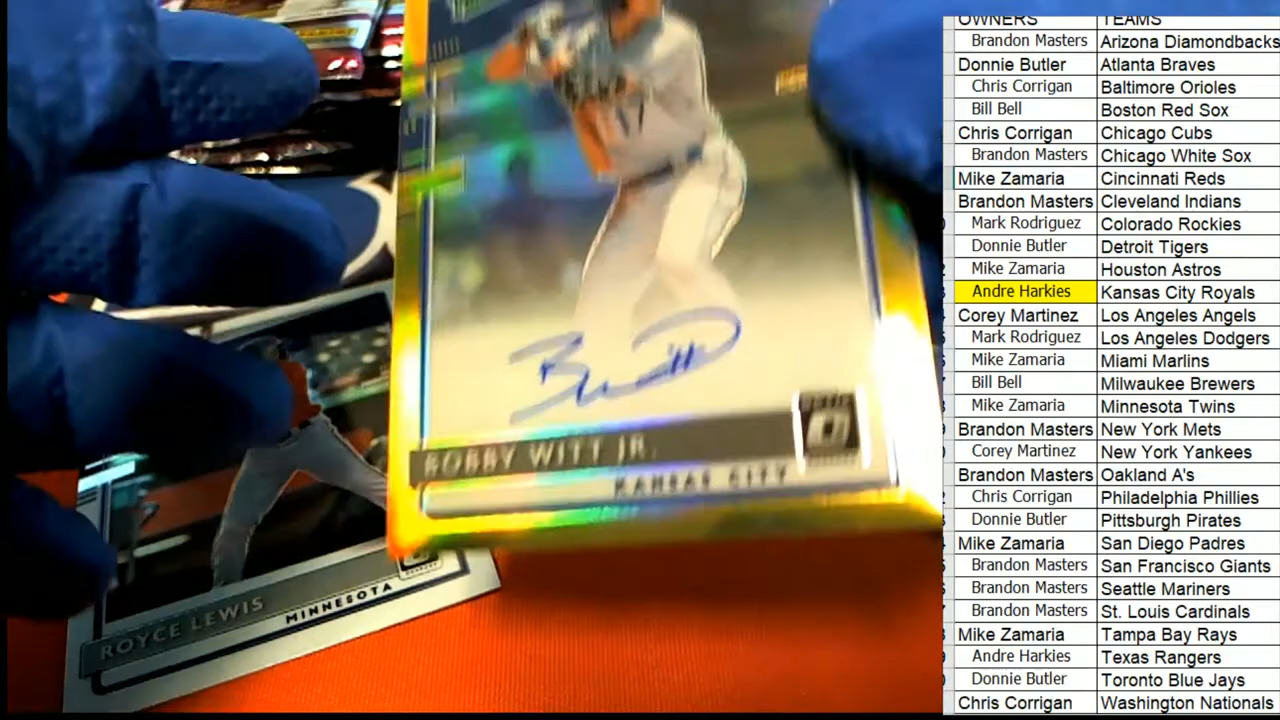 BOBBY WITT JR.
KANSAS CITY
ROYCE LEWIS
MINNESOTA
17
OWNERS TEAMS
Brandon Masters Arizona Diamondbacks
Donnie Butler Atlanta Braves
Chris Corrigan Baltimore Orioles
Bill Bell Boston Red Sox
Chris Corrigan Chicago Cubs
Brandon Masters Chicago White Sox
Mike Zamaria Cincinnati Reds
Brandon Masters Cleveland Indians
Mark Rodriguez Colorado Rockies
Donnie Butler Detroit Tigers
Mike Zamaria Houston Astros
Andre Harkies Kansas City Royals
Corey Martinez Los Angeles Angels
Mark Rodriguez Los Angeles Dodgers
Mike Zamaria Miami Marlins
Bill Bell Milwaukee Brewers
Mike Zamaria Minnesota Twins
Brandon Masters New York Mets
Corey Martinez New York Yankees
Brandon Masters Oakland A's
Chris Corrigan Philadelphia Phillies
Donnie Butler Pittsburgh Pirates
Mike Zamaria San Diego Padres
Brandon Masters San Francisco Giants
Brandon Masters Seattle Mariners
Brandon Masters St. Louis Cardinals
Mike Zamaria Tampa Bay Rays
Andre Harkies Texas Rangers
Donnie Butler Toronto Blue Jays
Chris Corrigan Washington Nationals